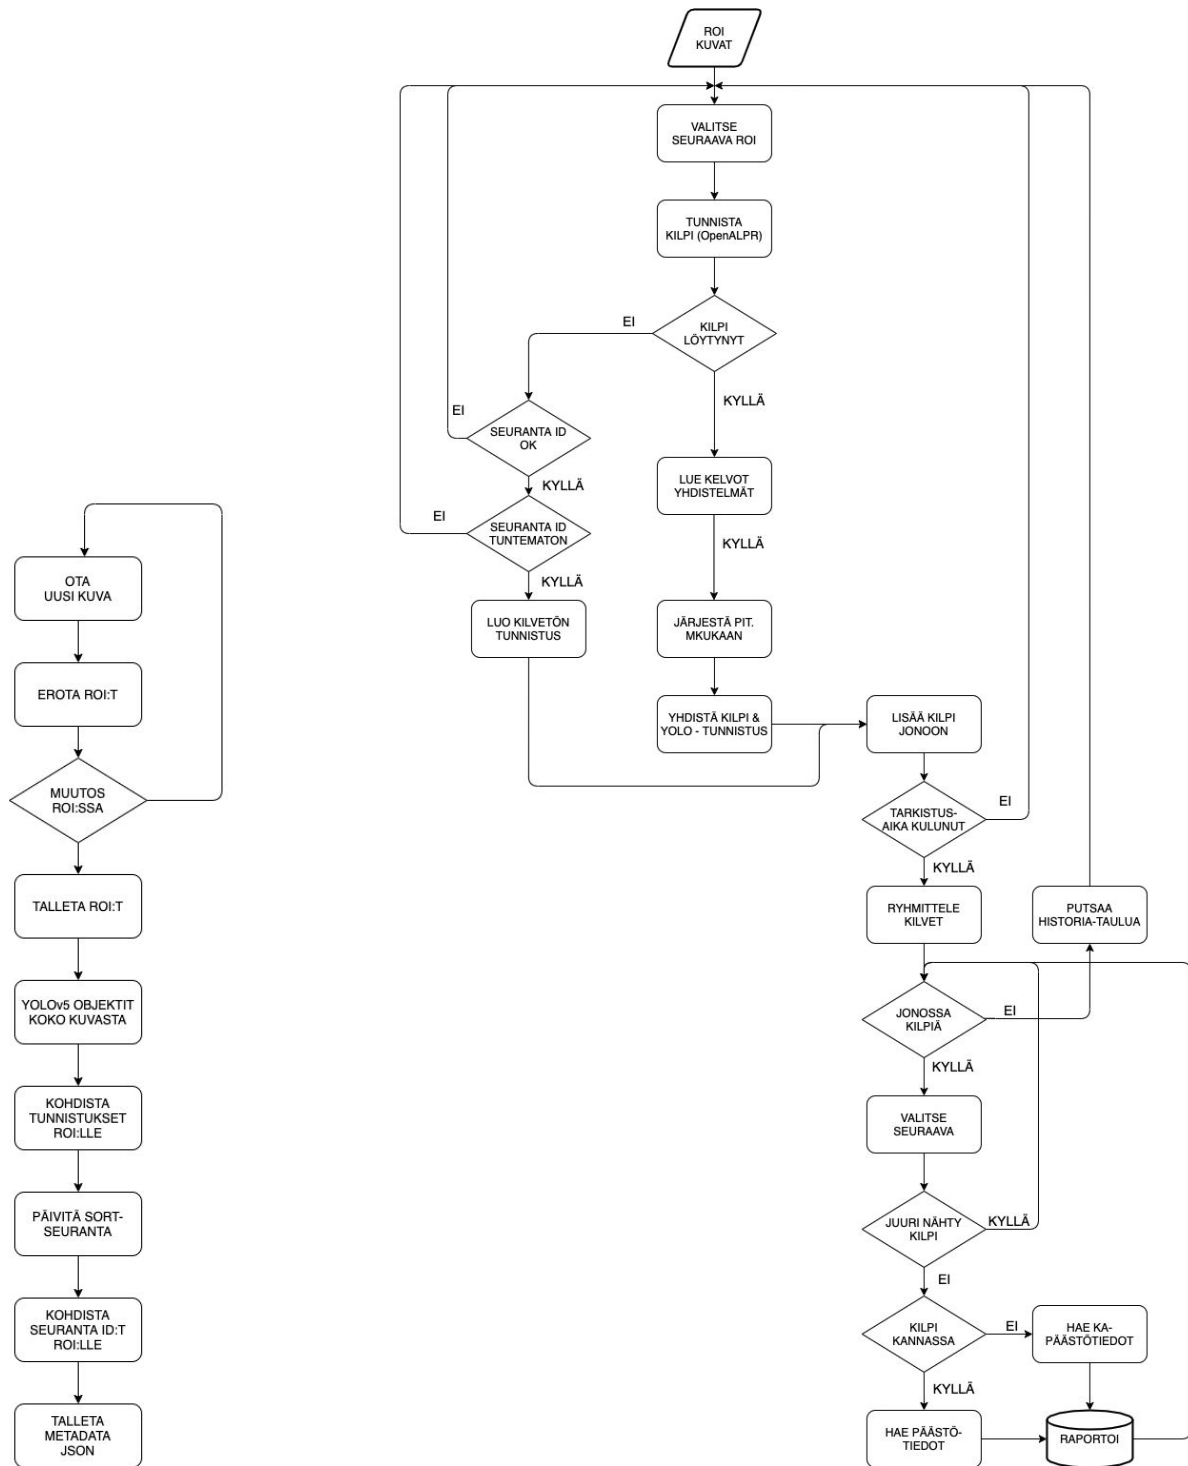 ROI
KUVAT
VALITSE
SEURAAVA ROI
TUNNISTA
KILPI (OpenALPR)
KILPI
LÖYTYNYT
EI
KYLLÄ
SEURANTA ID
OK
EI
KYLLÄ
SEURANTA ID
TUNTEMATON
EI
KYLLÄ
LUO KILVETÖN
TUNNISTUS
LUE KELVOT
YHDISTELMÄT
KYLLÄ
JÄRJESTÄ PIT.
MKUKAAN
YHDISTÄ KILPI &
YOLO - TUNNISTUS
LISÄÄ KILPI
JONOON
TARKISTUS-
AIKA KULUNUT
EI
KYLLÄ
RYHMITTELE
KILVET
PUTSAA
HISTORIA-TAULUA
JONOSSA
KILPIÄ
EI
KYLLÄ
VALITSE
SEURAAVA
JUURI NÄHTY
KILPI
KYLLÄ
EI
KILPI
KANNASSA
EI
HAE KA-
PÄÄSTÖTIEDOT
KYLLÄ
HAE PÄÄSTÖ-
TIEDOT
RAPORTOI
OTA
UUSI KUVA
EROTA ROI:T
MUUTOS
ROI:SSA
TALLETA ROI:T
YOLOv5 OBJEKTIT
KOKO KUVASTA
KOHDISTA
TUNNISTUKSET
ROI:LLE
PÄIVITÄ SORT-
SEURANTA
KOHDISTA
SEURANTA ID:T
ROI:LLE
TALLETA
METADATA
JSON